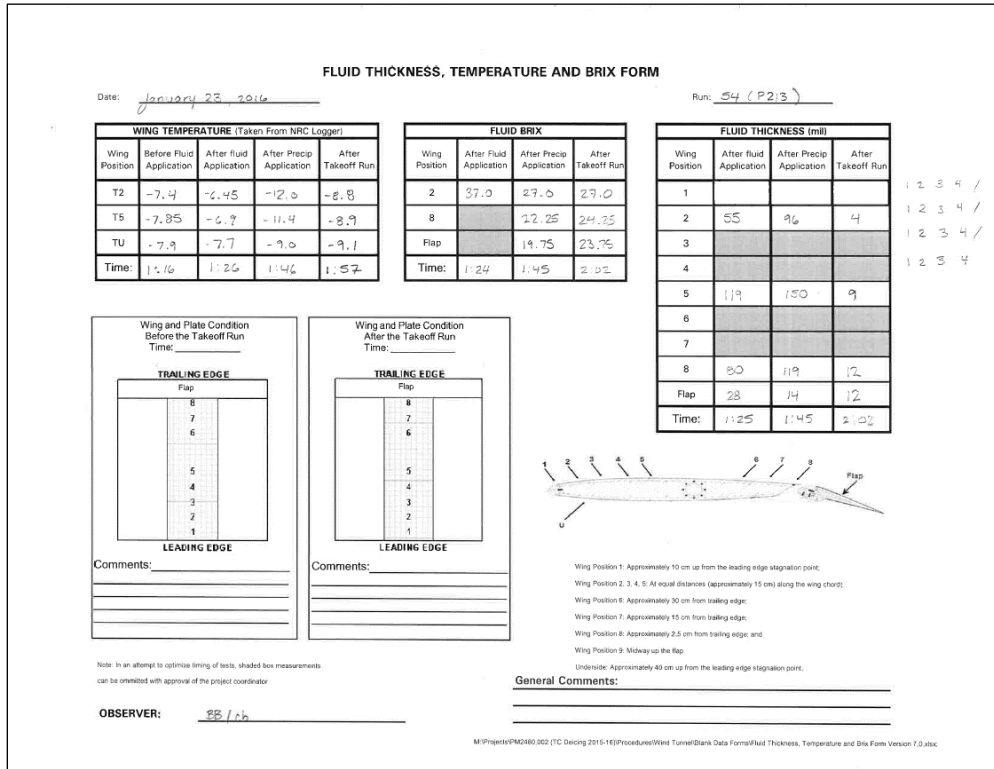 FLUID THICKNESS, TEMPERATURE AND BRIX FORM
Date: January 23, 2016
Run: 54 (P213)
WING TEMPERATURE (Taken From NRC Logger)
Wing Position Before Fluid Application After fluid Application After Precip Application After Takeoff Run
T2 -7.4 -6.45 -12.0 -8.8
T5 -7.85 -6.9 -11.4 -8.9
TU -7.9 -7.7 -9.0 -9.1
Time: 1:16 1:26 1:46 1:57
FLUID BRIX
Wing Position After Fluid Application After Precip Application After Takeoff Run
2 37.0 27.0 27.0
8 22.25 24.75
Flap 19.75 23.75
Time: 1:24 1:45 2:02
FLUID THICKNESS (mil)
Wing Position After fluid Application After Precip Application After Takeoff Run
1
2 55 96 4
3
4
5 119 150 9
6
7
8 80 119 12
Flap 28 14 12
Time: 1:25 1:45 2:02
1 2 3 4 /
1 2 3 4 /
1 2 3 4 /
1 2 3 4
Wing and Plate Condition
Before the Takeoff Run
Time:
TRAILING EDGE
Flap
8
7
6
5
4
3
2
1
LEADING EDGE
Comments:
Wing and Plate Condition
After the Takeoff Run
Time:
TRAILING EDGE
Flap
8
7
6
5
4
3
2
1
LEADING EDGE
Comments:
1 2 3 4 5 6 7 8 Flap
U
Wing Position 1: Approximately 10 cm up from the leading edge stagnation point;
Wing Position 2, 3, 4, 5: At equal distances (approximately 15 cm) along the wing chord;
Wing Position 6: Approximately 30 cm from trailing edge;
Wing Position 7: Approximately 15 cm from trailing edge;
Wing Position 8: Approximately 2.5 cm from trailing edge; and
Wing Position 9: Midway up the flap
Underside: Approximately 40 cm up from the leading edge stagnation point.
Note: In an attempt to optimize timing of tests, shaded box measurements
can be ommitted with approval of the project coordinator
General Comments:
OBSERVER: BB / ch
M:\Projects\PM2480.002 (TC Deicing 2015-16)\Procedures\Wind Tunnel\Blank Data Forms\Fluid Thickness, Temperature and Brix Form Version 7.0.xlsx